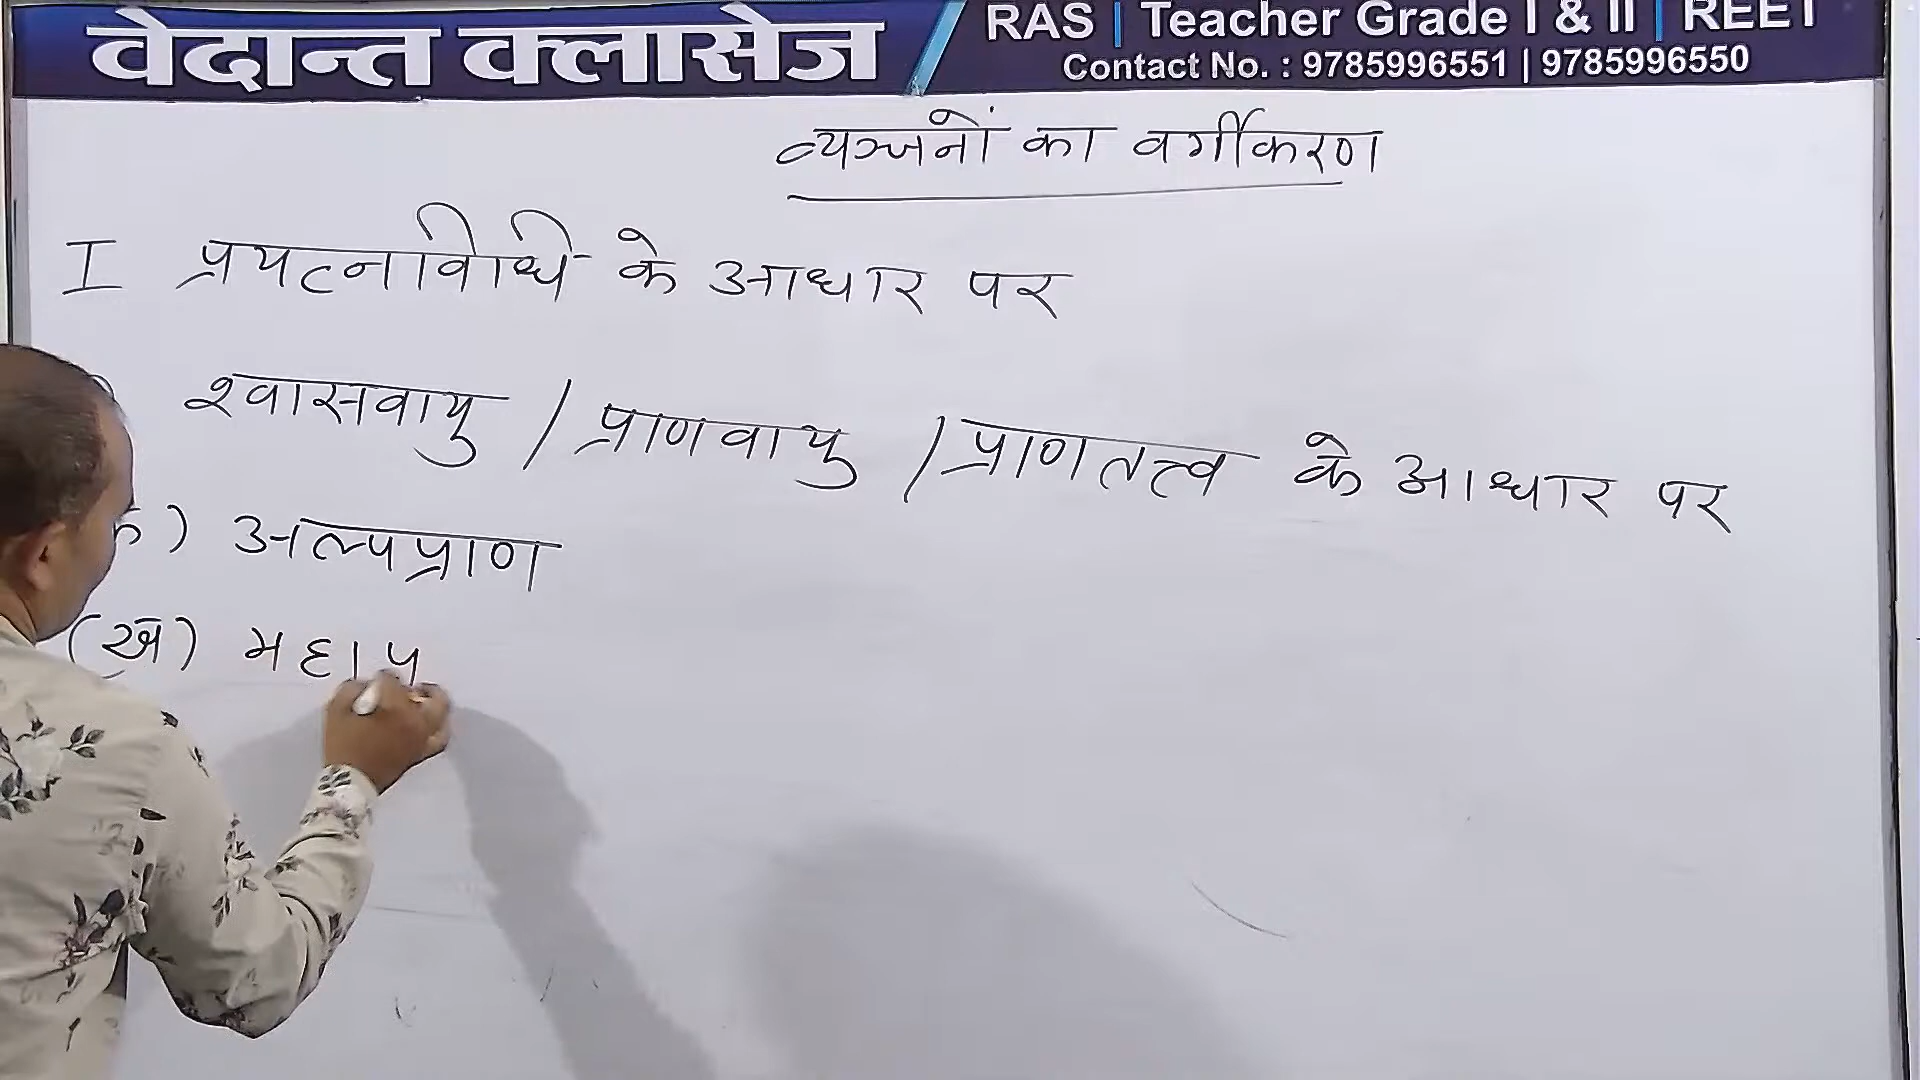 वेदान्त क्लासेज
RAS | Teacher Grade I & II | REET
Contact No. : 9785996551 | 9785996550
व्यञ्जनों का वर्गीकरण
I प्रयत्नविधि के आधार पर
श्वासवायु / प्राणवायु / प्राणतत्त्व के आधार पर
क) अल्पप्राण
(ख) महाप